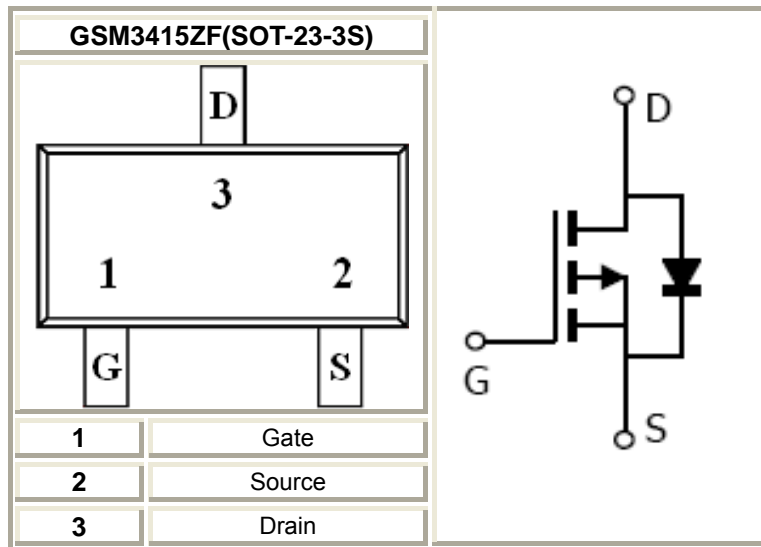 GSM3415ZF(SOT-23-3S)
D
3
1 2
G S
1 Gate
2 Source
3 Drain
D
G
S